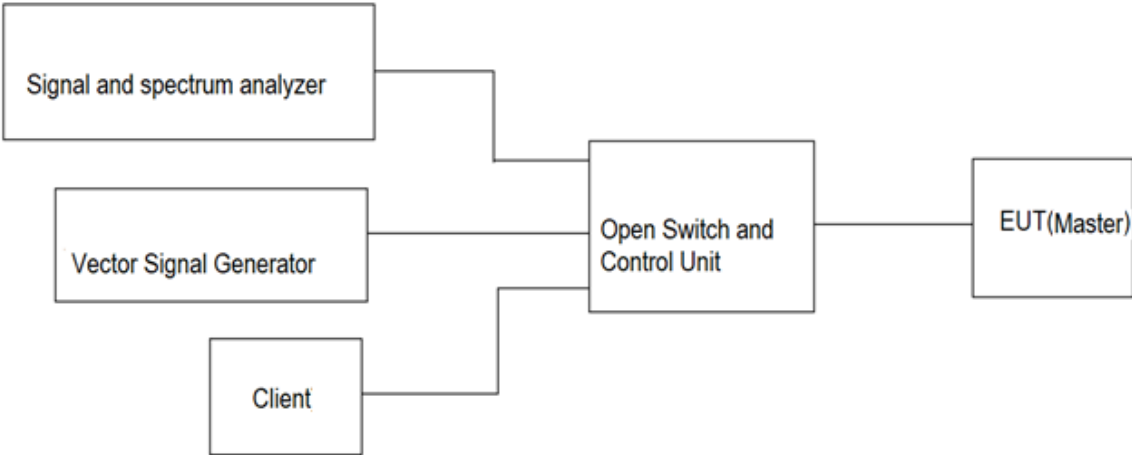 Signal and spectrum analyzer
Vector Signal Generator
Client
Open Switch and
Control Unit
EUT(Master)